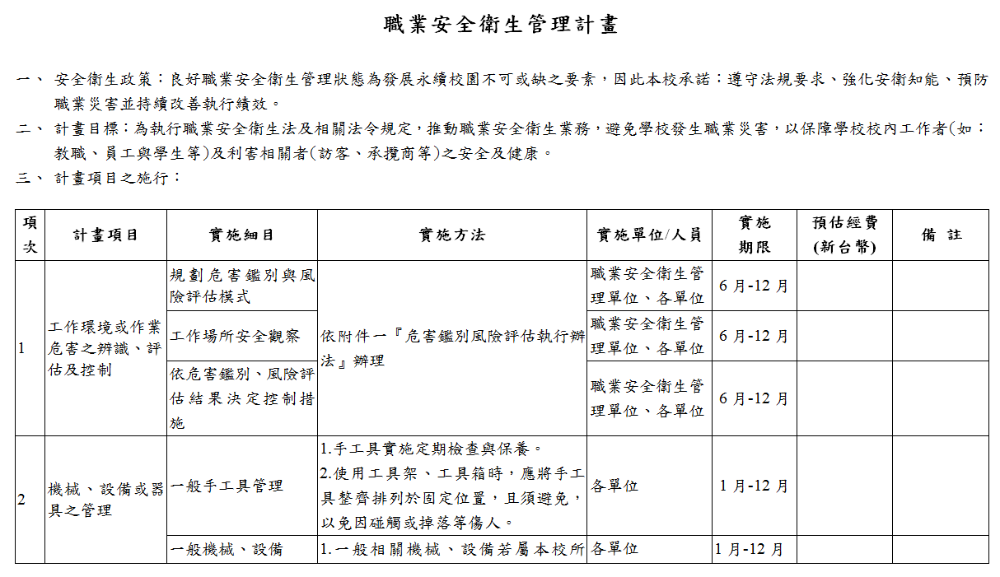 職業安全衛生管理計畫
一、 安全衛生政策：良好職業安全衛生管理狀態為發展永續校園不可或缺之要素，因此本校承諾：遵守法規要求、強化安衛知能、預防
職業災害並持續改善執行績效。
二、 計畫目標：為執行職業安全衛生法及相關法令規定，推動職業安全衛生業務，避免學校發生職業災害，以保障學校校內工作者(如：
教職、員工與學生等)及利害相關者(訪客、承攬商等)之安全及健康。
三、 計畫項目之施行：
項
次
計畫項目
實施細目
實施方法
實施單位/人員
實施
期限
預估經費
(新台幣)
備 註
1
工作環境或作業
危害之辨識、評
估及控制
規劃危害鑑別與風
險評估模式
依附件一『危害鑑別風險評估執行辦
法』辦理
職業安全衛生管
理單位、各單位
6 月-12 月
工作場所安全觀察
職業安全衛生管
理單位、各單位
6 月-12 月
依危害鑑別、風險評
估結果決定控制措
施
職業安全衛生管
理單位、各單位
6 月-12 月
2
機械、設備或器
具之管理
一般手工具管理
1.手工具實施定期檢查與保養。
2.使用工具架、工具箱時，應將手工
具整齊排列於固定位置，且須避免，
以免因碰觸或掉落等傷人。
各單位
1 月-12 月
一般機械、設備
1.一般相關機械、設備若屬本校所
各單位
1 月-12 月